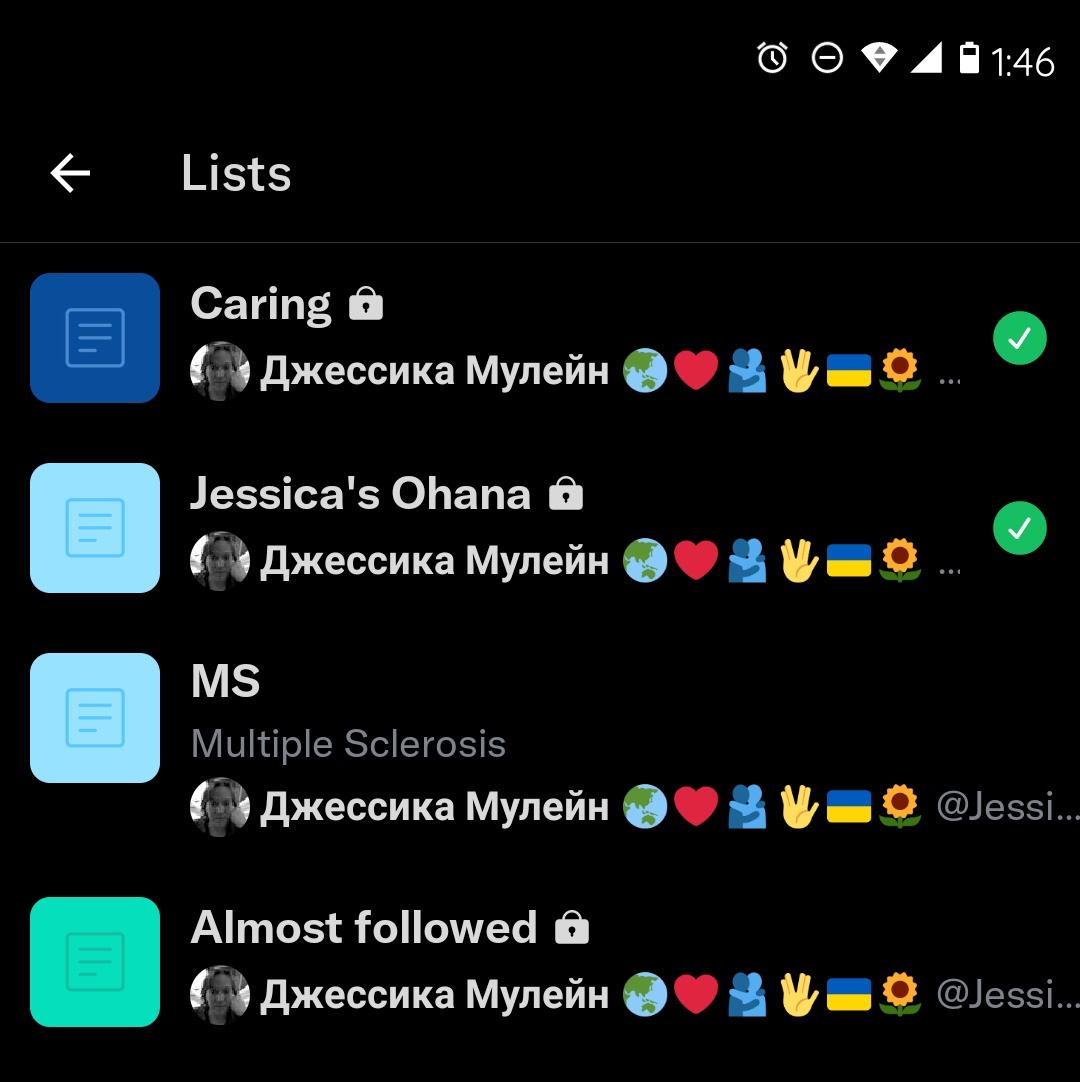 1:46
Lists
Caring
Джессика Мулейн 🌏❤️🫂🖖🇺🇦🌻 ...
Jessica's Ohana
Джессика Мулейн 🌏❤️🫂🖖🇺🇦🌻 ...
MS
Multiple Sclerosis
Джессика Мулейн 🌏❤️🫂🖖🇺🇦🌻 @Jessi...
Almost followed
Джессика Мулейн 🌏❤️🫂🖖🇺🇦🌻 @Jessi...